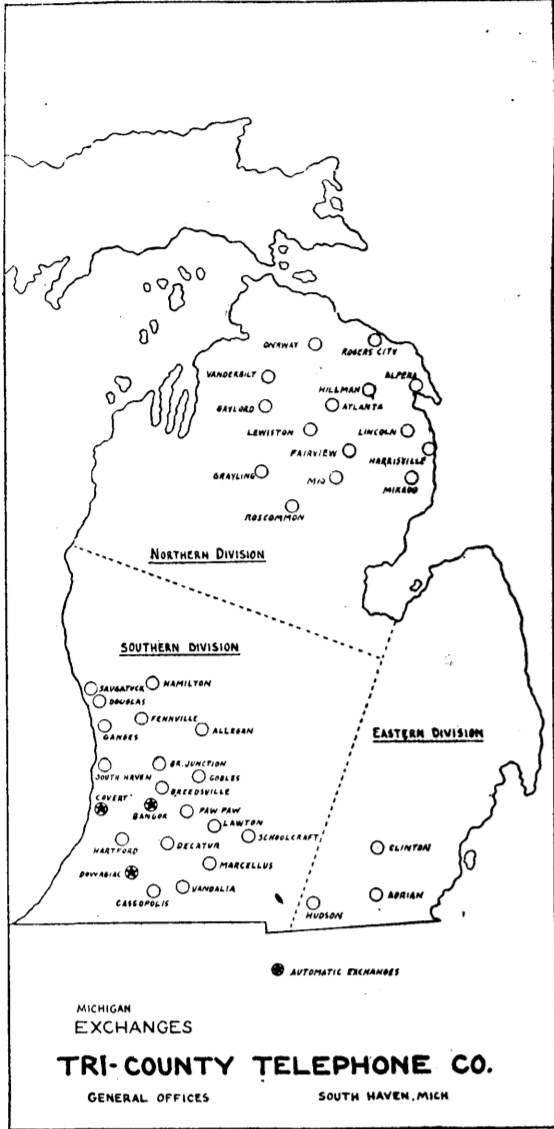 ONAWAY
ROGERS CITY
VANDERBILT
ALPENA
HILLMAN
GAYLORD
ATLANTA
LEWISTON
LINCOLN
FAIRVIEW
HARRISVILLE
GRAYLING
MIO
MIKADO
ROSCOMMON
NORTHERN DIVISION
SOUTHERN DIVISION
SAUGATUCK
HAMILTON
DOUGLAS
FENNVILLE
GANGES
ALLEGAN
EASTERN DIVISION
GR. JUNCTION
SOUTH HAVEN
GOBLES
BREEDSVILLE
COVERT
BANGOR
PAW PAW
LAWTON
SCHOOLCRAFT
HARTFORD
DECATUR
CLINTON
MARCELLUS
DOWAGIAC
VANDALIA
CASSOPOLIS
ADRIAN
HUDSON
AUTOMATIC EXCHANGES
MICHIGAN
EXCHANGES
TRI-COUNTY TELEPHONE CO.
GENERAL OFFICES SOUTH HAVEN, MICH